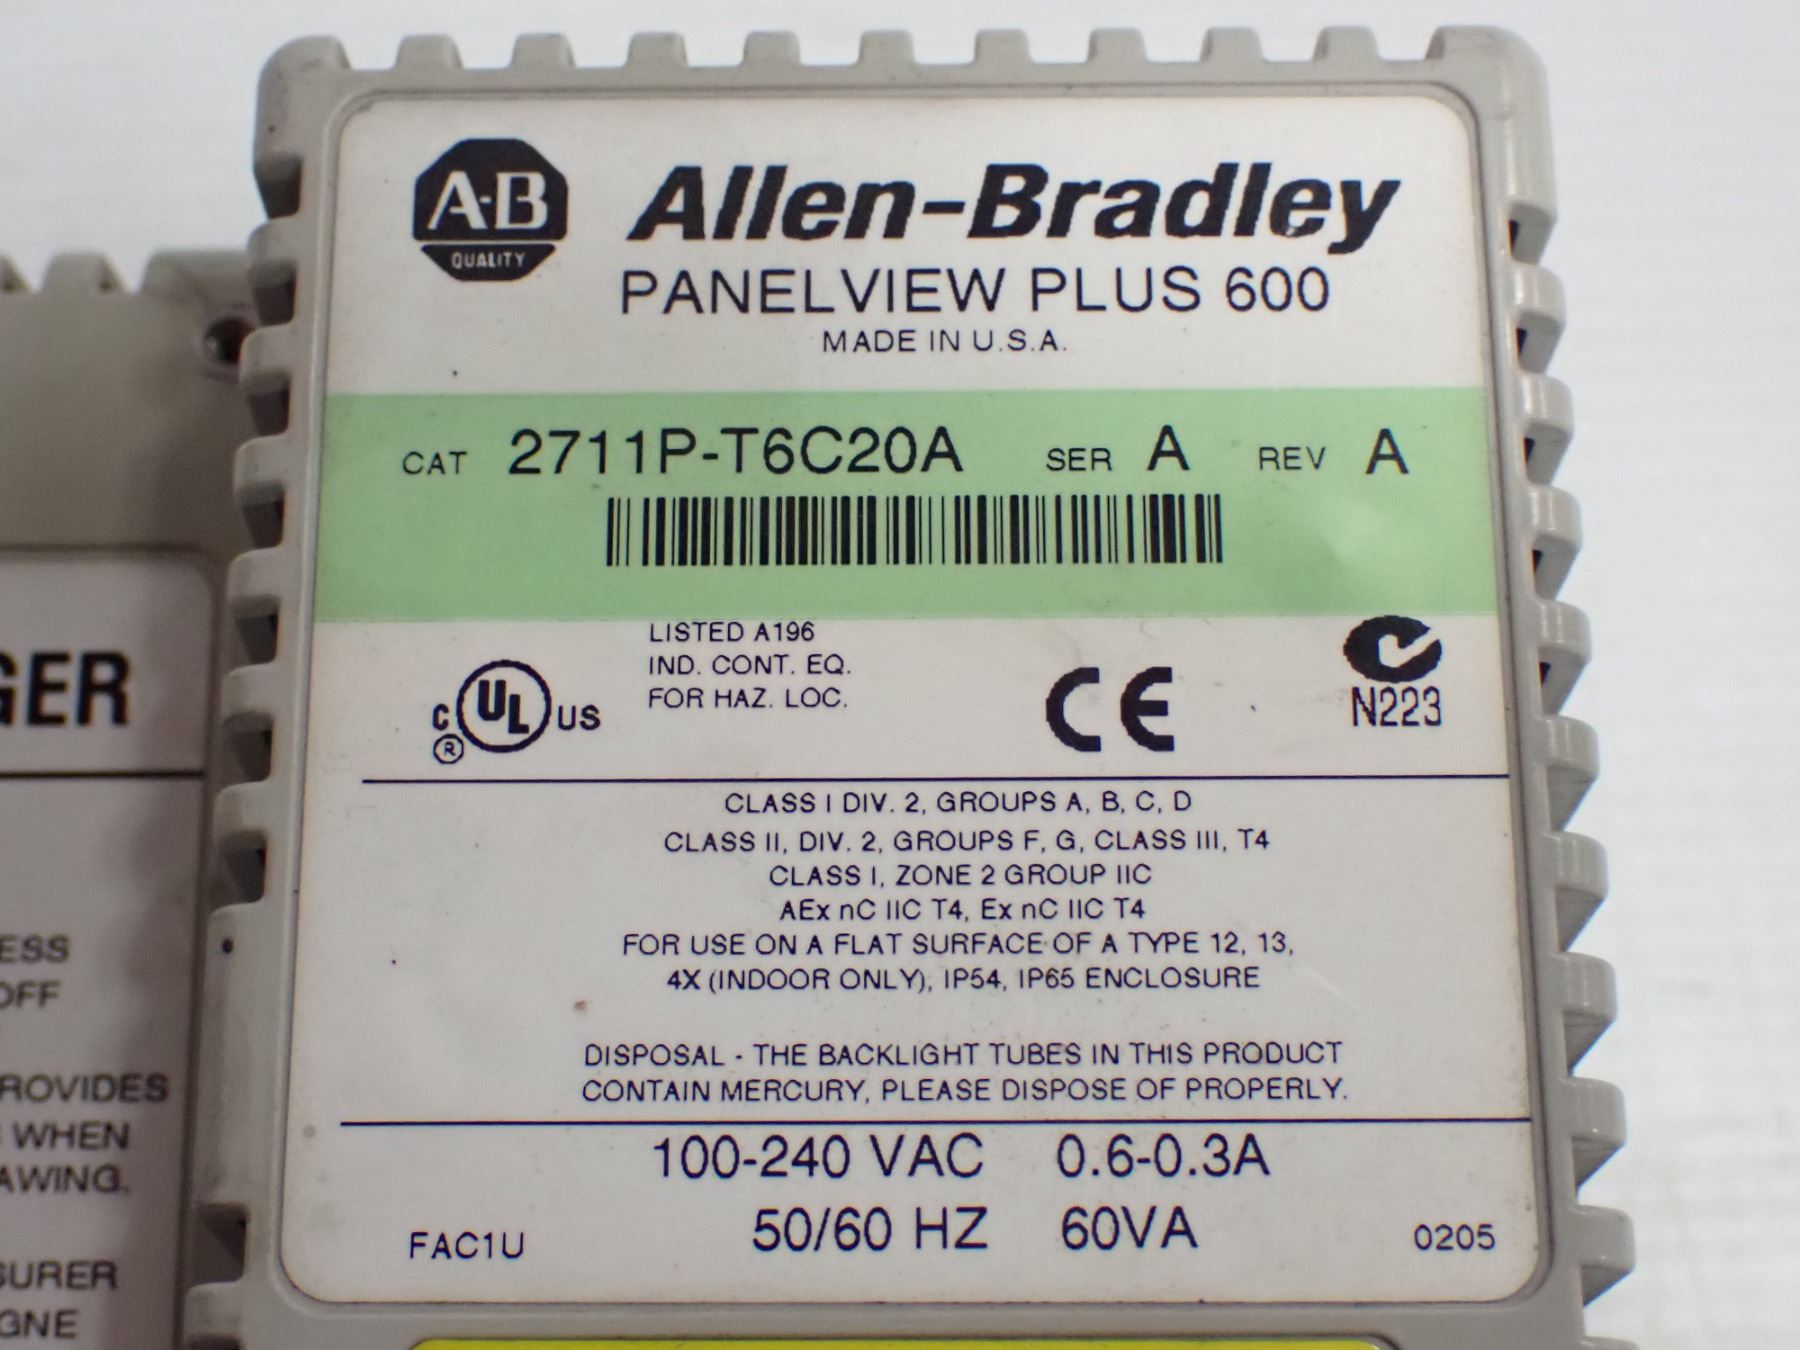 A-B
QUALITY
Allen-Bradley
PANELVIEW PLUS 600
MADE IN U.S.A.
CAT 2711P-T6C20A SER A REV A
LISTED A196
IND. CONT. EQ.
FOR HAZ. LOC.
C UL US
®
CE
N223
CLASS I DIV. 2, GROUPS A, B, C, D
CLASS II, DIV. 2, GROUPS F, G, CLASS III, T4
CLASS I, ZONE 2 GROUP IIC
AEx nC IIC T4, Ex nC IIC T4
FOR USE ON A FLAT SURFACE OF A TYPE 12, 13,
4X (INDOOR ONLY), IP54, IP65 ENCLOSURE
DISPOSAL - THE BACKLIGHT TUBES IN THIS PRODUCT
CONTAIN MERCURY, PLEASE DISPOSE OF PROPERLY.
100-240 VAC 0.6-0.3A
50/60 HZ 60VA
FAC1U
0205
GER
ESS
OFF
ROVIDES
WHEN
AWING.
SURER
GNE